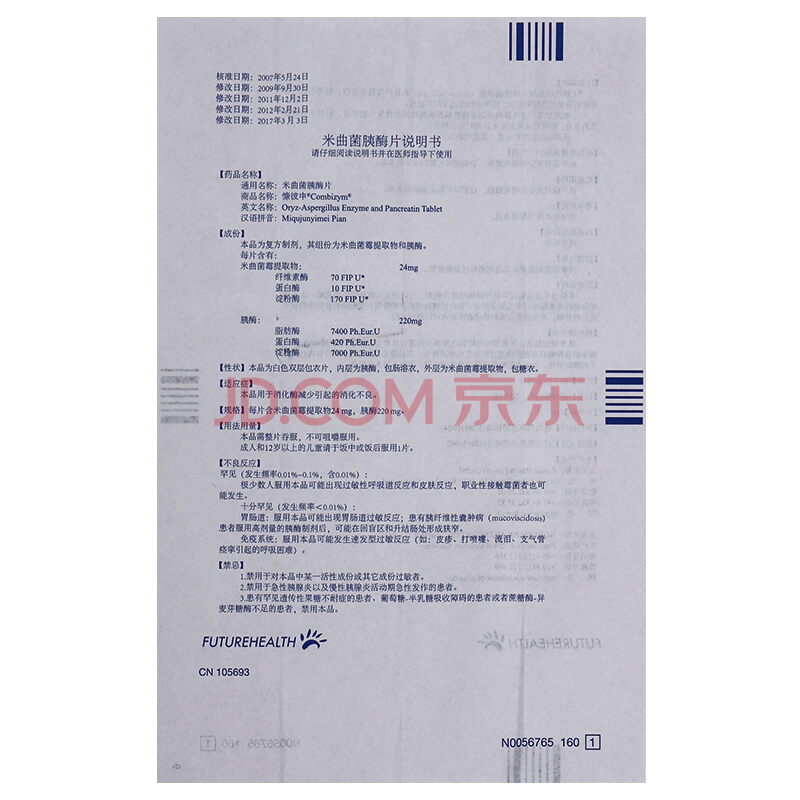 核准日期：2007年5月24日
修改日期：2009年9月30日
修改日期：2011年12月2日
修改日期：2012年2月21日
修改日期：2017年3月3日
米曲菌胰酶片说明书
请仔细阅读说明书并在医师指导下使用
【药品名称】
通用名称：米曲菌胰酶片
商品名称：慷彼申®Combizym®
英文名称：Oryz-Aspergillus Enzyme and Pancreatin Tablet
汉语拼音：Miqujunyimei Pian
【成份】
本品为复方制剂，其组份为米曲菌霉提取物和胰酶。
每片含有：
米曲菌霉提取物： 24mg
纤维素酶 70 FIP U*
蛋白酶 10 FIP U*
淀粉酶 170 FIP U*
胰酶： 220mg
脂肪酶 7400 Ph.Eur.U
蛋白酶 420 Ph.Eur.U
淀粉酶 7000 Ph.Eur.U
【性状】本品为白色双层包衣片，内层为胰酶，包肠溶衣，外层为米曲菌霉提取物，包糖衣。
【适应症】
本品用于消化酶减少引起的消化不良。
【规格】每片含米曲菌霉提取物24 mg，胰酶220 mg。
【用法用量】
本品需整片吞服，不可咀嚼服用。
成人和12岁以上的儿童请于饭中或饭后服用1片。
【不良反应】
罕见（发生频率0.01%~0.1%，含0.01%）：
极少数人服用本品可能出现过敏性呼吸道反应和皮肤反应，职业性接触霉菌者也可
能发生。
十分罕见（发生频率＜0.01%）：
胃肠道：服用本品可能出现胃肠道过敏反应；患有胰纤维性囊肿病（mucoviscidosis）
患者服用高剂量的胰酶制剂后，可能在回盲区和升结肠处形成狭窄。
免疫系统：服用本品可能发生速发型过敏反应（如：皮疹、打喷嚏、流泪、支气管
痉挛引起的呼吸困难）。
【禁忌】
1.禁用于对本品中某一活性成份或其它成份过敏者。
2.禁用于急性胰腺炎以及慢性胰腺炎活动期急性发作的患者。
3.患有罕见遗传性果糖不耐症的患者、葡萄糖-半乳糖吸收障碍的患者或者蔗糖酶-异
麦芽糖酶不足的患者，禁用本品。
FUTUREHEALTH
CN 105693
N0056765 160 1
JD.COM 京东